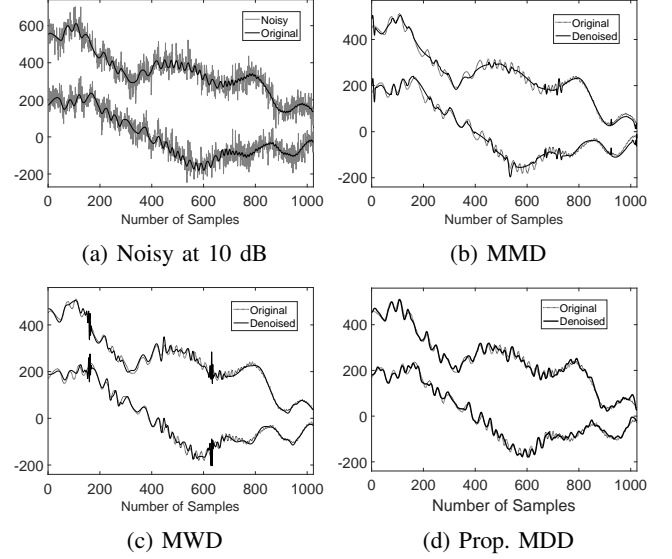 600
400
200
0
-200
0 200 400 600 800 1000
Number of Samples
Noisy
Original
(a) Noisy at 10 dB
400
200
0
-200
0 200 400 600 800 1000
Number of Samples
Original
Denoised
(b) MMD
400
200
0
-200
0 200 400 600 800 1000
Number of Samples
Original
Denoised
(c) MWD
400
200
0
-200
0 200 400 600 800 1000
Number of Samples
Original
Denoised
(d) Prop. MDD